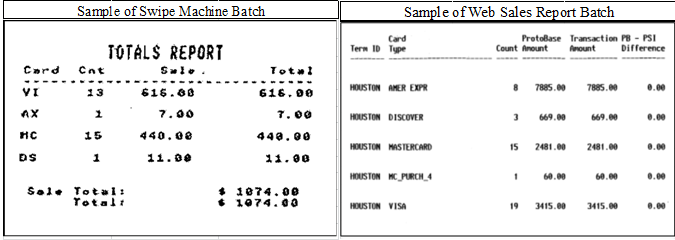 Sample of Swipe Machine Batch
TOTALS REPORT
Card Cnt Sale. Total
VI 13 616.00 616.00
AX 1 7.00 7.00
MC 15 440.00 440.00
DS 1 11.00 11.00
Sale Total: $ 1074.00
Total: $ 1074.00
Sample of Web Sales Report Batch
Card ProtoBase Transaction PB - PSI
Term ID Type Count Amount Amount Difference
HOUSTON AMER EXPR 8 7885.00 7885.00 0.00
HOUSTON DISCOVER 3 669.00 669.00 0.00
HOUSTON MASTERCARD 15 2481.00 2481.00 0.00
HOUSTON MC_PURCH_4 1 60.00 60.00 0.00
HOUSTON VISA 19 3415.00 3415.00 0.00